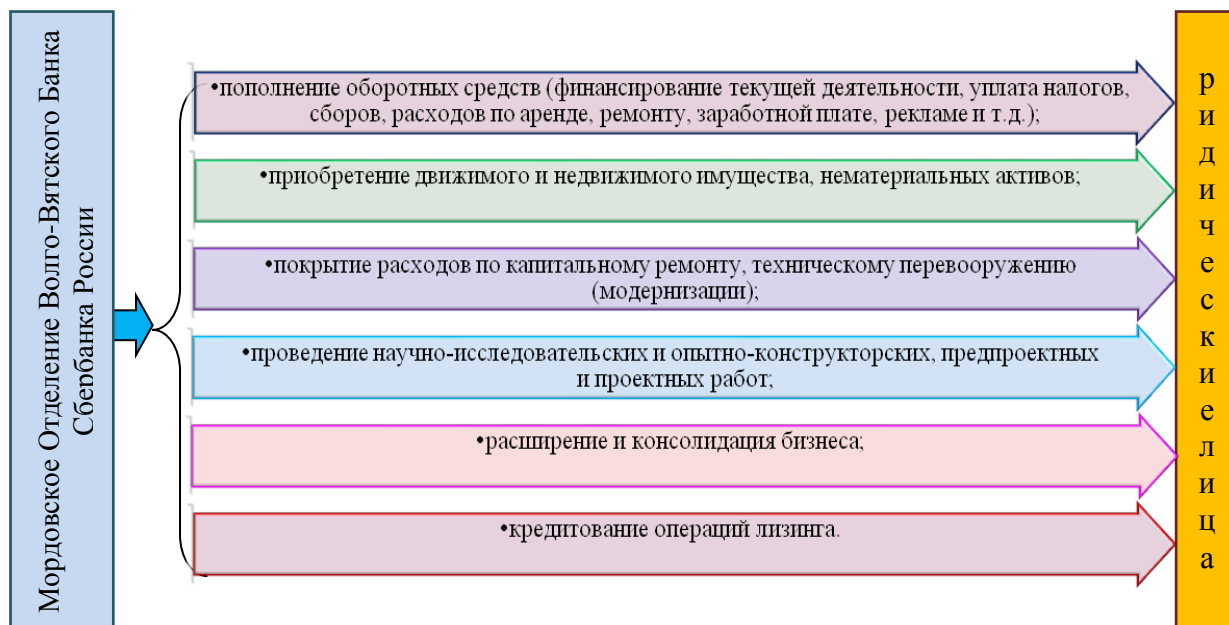 Мордовское Отделение Волго-Вятского Банка
Сбербанка России
•пополнение оборотных средств (финансирование текущей деятельности, уплата налогов,
сборов, расходов по аренде, ремонту, заработной плате, рекламе и т.д.);
•приобретение движимого и недвижимого имущества, нематериальных активов;
•покрытие расходов по капитальному ремонту, техническому перевооружению
(модернизации);
•проведение научно-исследовательских и опытно-конструкторских, предпроектных
и проектных работ;
•расширение и консолидация бизнеса;
•кредитование операций лизинга.
ридические лица